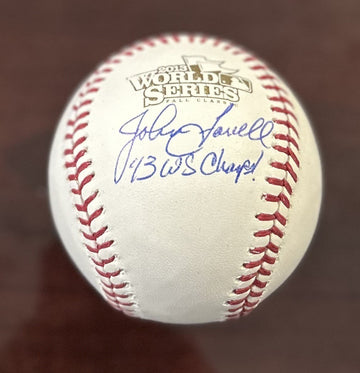 2013
WORLD
SERIES
FALL CLASSIC
John Farrell
'13 WS Champs!